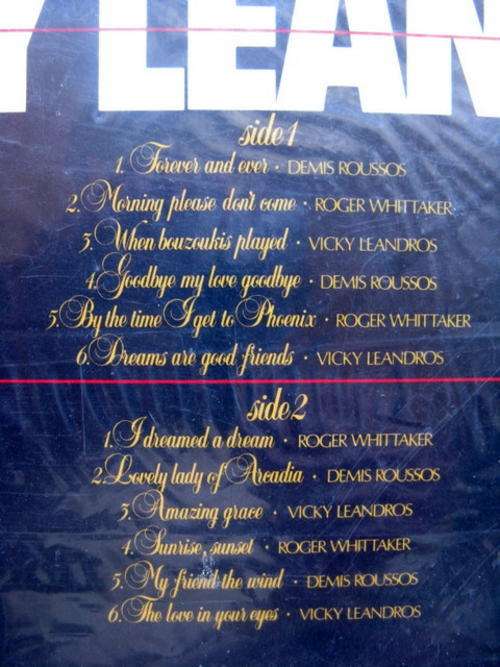 Y LEAN
side 1
1. Forever and ever · DEMIS ROUSSOS
2. Morning please don't come · ROGER WHITTAKER
3. When bouzoukis played · VICKY LEANDROS
4. Goodbye my love goodbye · DEMIS ROUSSOS
5. By the time I get to Phoenix · ROGER WHITTAKER
6. Dreams are good friends · VICKY LEANDROS
side 2
1. I dreamed a dream · ROGER WHITTAKER
2. Lovely lady of Arcadia · DEMIS ROUSSOS
3. Amazing grace · VICKY LEANDROS
4. Sunrise, sunset · ROGER WHITTAKER
5. My friend the wind · DEMIS ROUSSOS
6. The love in your eyes · VICKY LEANDROS